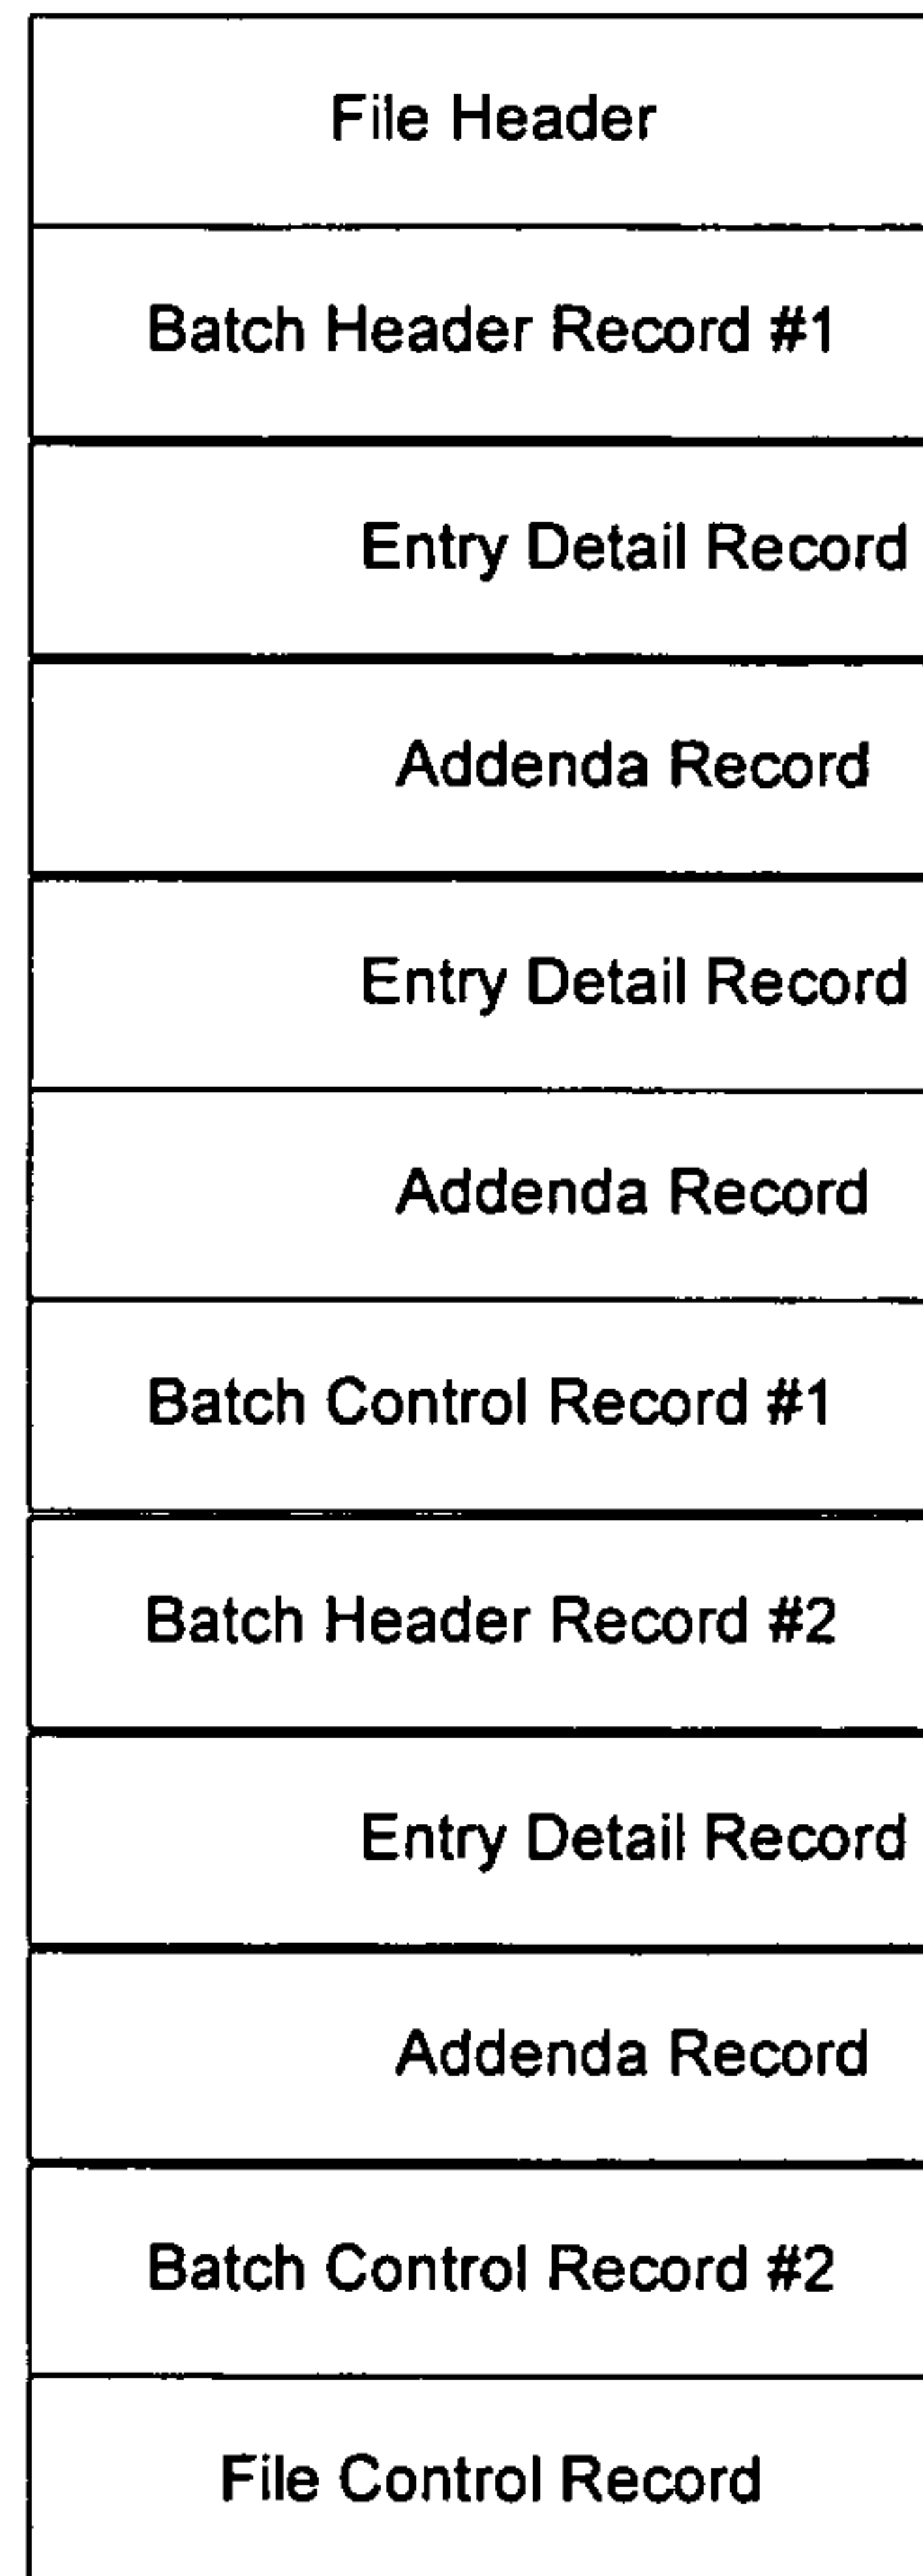 File Header
Batch Header Record #1
Entry Detail Record
Addenda Record
Entry Detail Record
Addenda Record
Batch Control Record #1
Batch Header Record #2
Entry Detail Record
Addenda Record
Batch Control Record #2
File Control Record